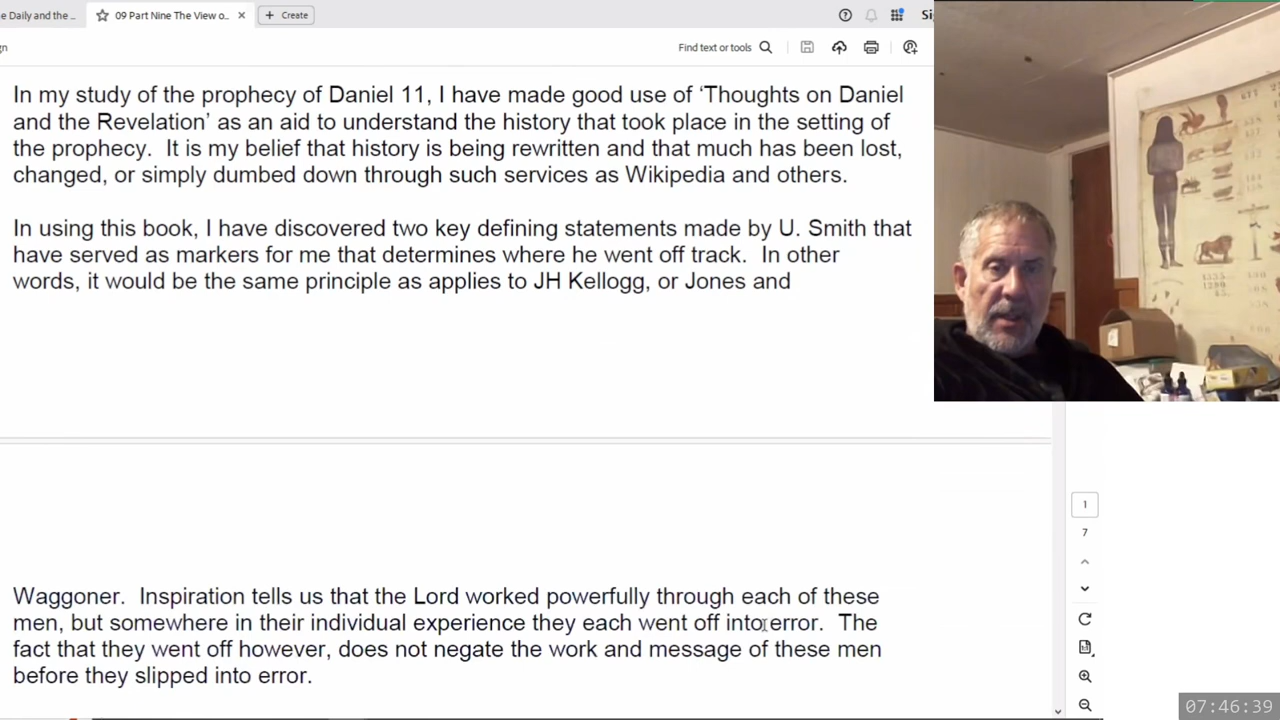 e Daily and the ..
09 Part Nine The View o..
Create
gn
Find text or tools
Si
In my study of the prophecy of Daniel 11, I have made good use of ‘Thoughts on Daniel
and the Revelation’ as an aid to understand the history that took place in the setting of
the prophecy.  It is my belief that history is being rewritten and that much has been lost,
changed, or simply dumbed down through such services as Wikipedia and others.
In using this book, I have discovered two key defining statements made by U. Smith that
have served as markers for me that determines where he went off track.  In other
words, it would be the same principle as applies to JH Kellogg, or Jones and
1
7
Waggoner.  Inspiration tells us that the Lord worked powerfully through each of these
men, but somewhere in their individual experience they each went off into error.  The
fact that they went off however, does not negate the work and message of these men
before they slipped into error.
1335
1290
07:46:39